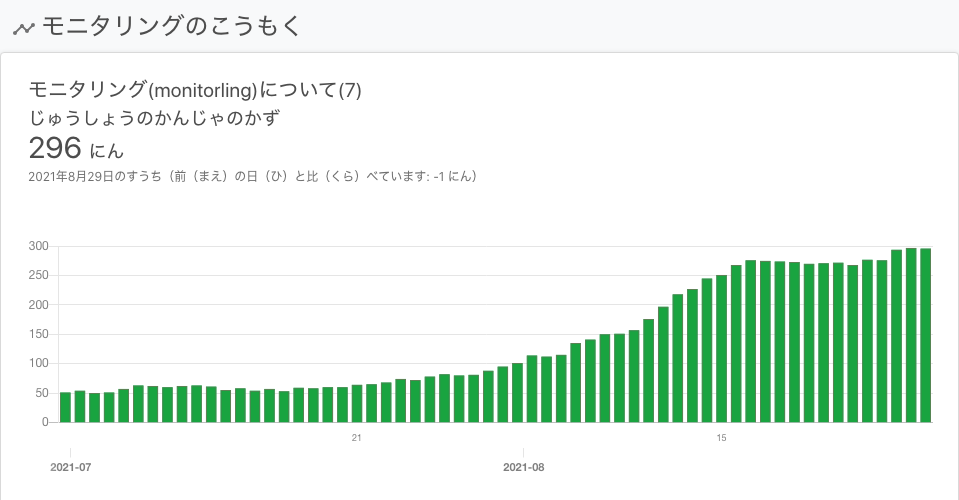 モニタリングのこうもく
モニタリング(monitorling)について(7)
じゅうしょうのかんじゃのかず
296 にん
2021年8月29日のすうち（前（まえ）の日（ひ）と比（くら）べています: -1 にん）
300
250
200
150
100
50
0
21
15
2021-07
2021-08